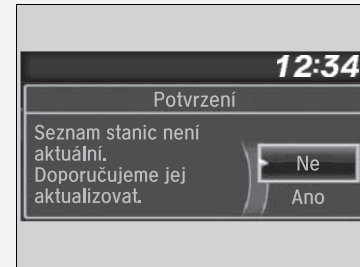 12:34
Potvrzení
Seznam stanic není
aktuální.
Doporučujeme jej
aktualizovat.
Ne
Ano